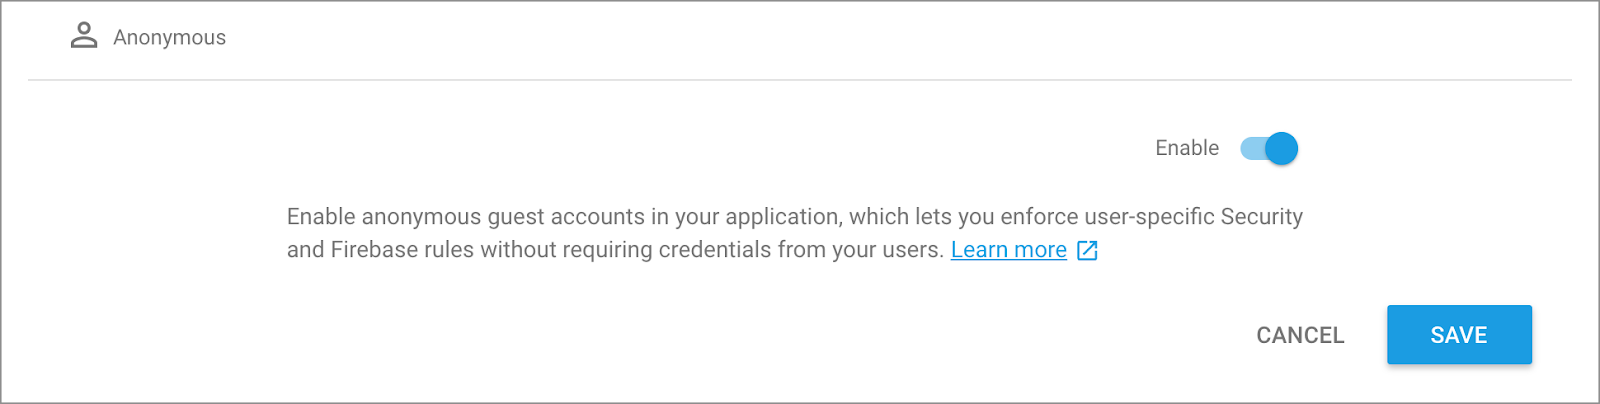 Anonymous
Enable
Enable anonymous guest accounts in your application, which lets you enforce user-specific Security
and Firebase rules without requiring credentials from your users. Learn more
CANCEL
SAVE